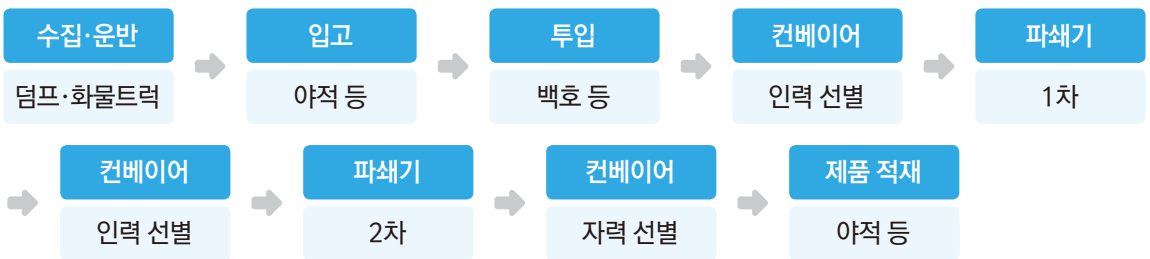 수집·운반
덤프·화물트럭
입고
야적 등
투입
백호 등
컨베이어
인력 선별
파쇄기
1차
컨베이어
인력 선별
파쇄기
2차
컨베이어
자력 선별
제품 적재
야적 등